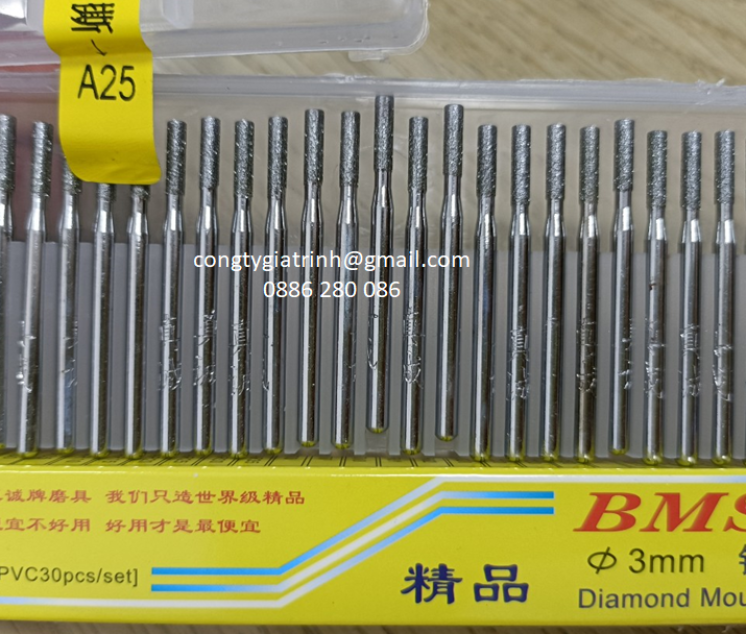 A25
congtygiatrinh@gmail.com
0886 280 086
诚牌磨具 我们只造世界级精品
宜不好用 好用才是最便宜
PVC30pcs/set]
精品
BMS
Φ 3mm
Diamond Mou